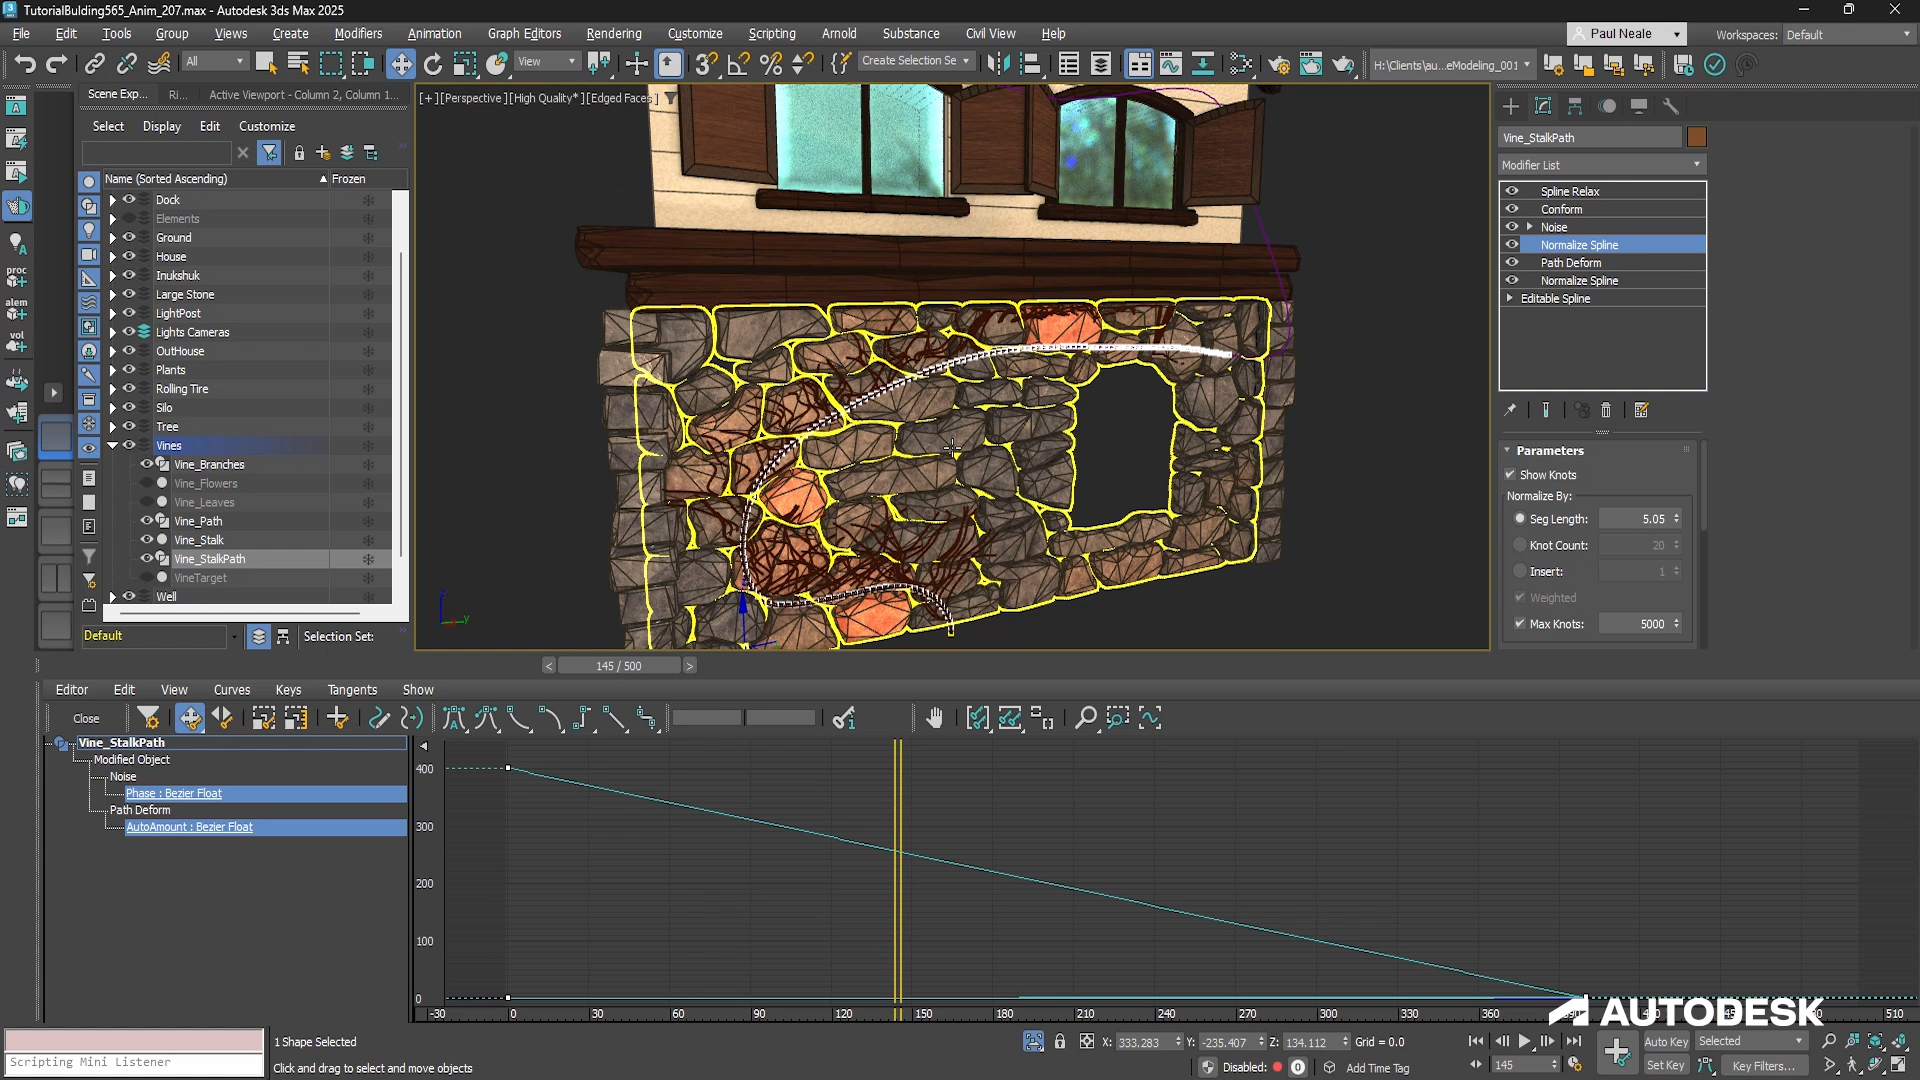 TutorialBulding565_Anim_207.max - Autodesk 3ds Max 2025
File Edit Tools Group Views Create Modifiers Animation Graph Editors Rendering Customize Scripting Arnold Substance Civil View Help
Paul Neale
Workspaces: Default
All
View
Create Selection Se
H:\Clients\au...eModeling_001
Scene Exp... Ri... Active Viewport - Column 2, Column 1...
[+][Perspective][High Quality*][Edged Faces]
Select Display Edit Customize
Vine_StalkPath
Modifier List
Name (Sorted Ascending) Frozen
Dock
Elements
Ground
House
Inukshuk
Large Stone
LightPost
Lights Cameras
OutHouse
Plants
Rolling Tire
Silo
Tree
Vines
Vine_Branches
Vine_Flowers
Vine_Leaves
Vine_Path
Vine_Stalk
Vine_StalkPath
VineTarget
Well
proc
alem
vol
Spline Relax
Conform
Noise
Normalize Spline
Path Deform
Normalize Spline
Editable Spline
Parameters
Show Knots
Normalize By:
Seg Length: 5.05
Knot Count: 20
Insert: 1
Weighted
Max Knots: 5000
Default
Selection Set:
145 / 500
Editor Edit View Curves Keys Tangents Show
Close
Vine_StalkPath
Modified Object
Noise
Phase : Bezier Float
Path Deform
AutoAmount : Bezier Float
400
300
200
100
0
-30 0 30 60 90 120 150 180 210 240 270 300 330 360 510
AUTODESK
1 Shape Selected
X: 333.283 Y: -235.407 Z: 134.112 Grid = 0.0
Auto Key Selected
Scripting Mini Listener
Click and drag to select and move objects
Disabled: 0 Add Time Tag
145
Set Key Key Filters...